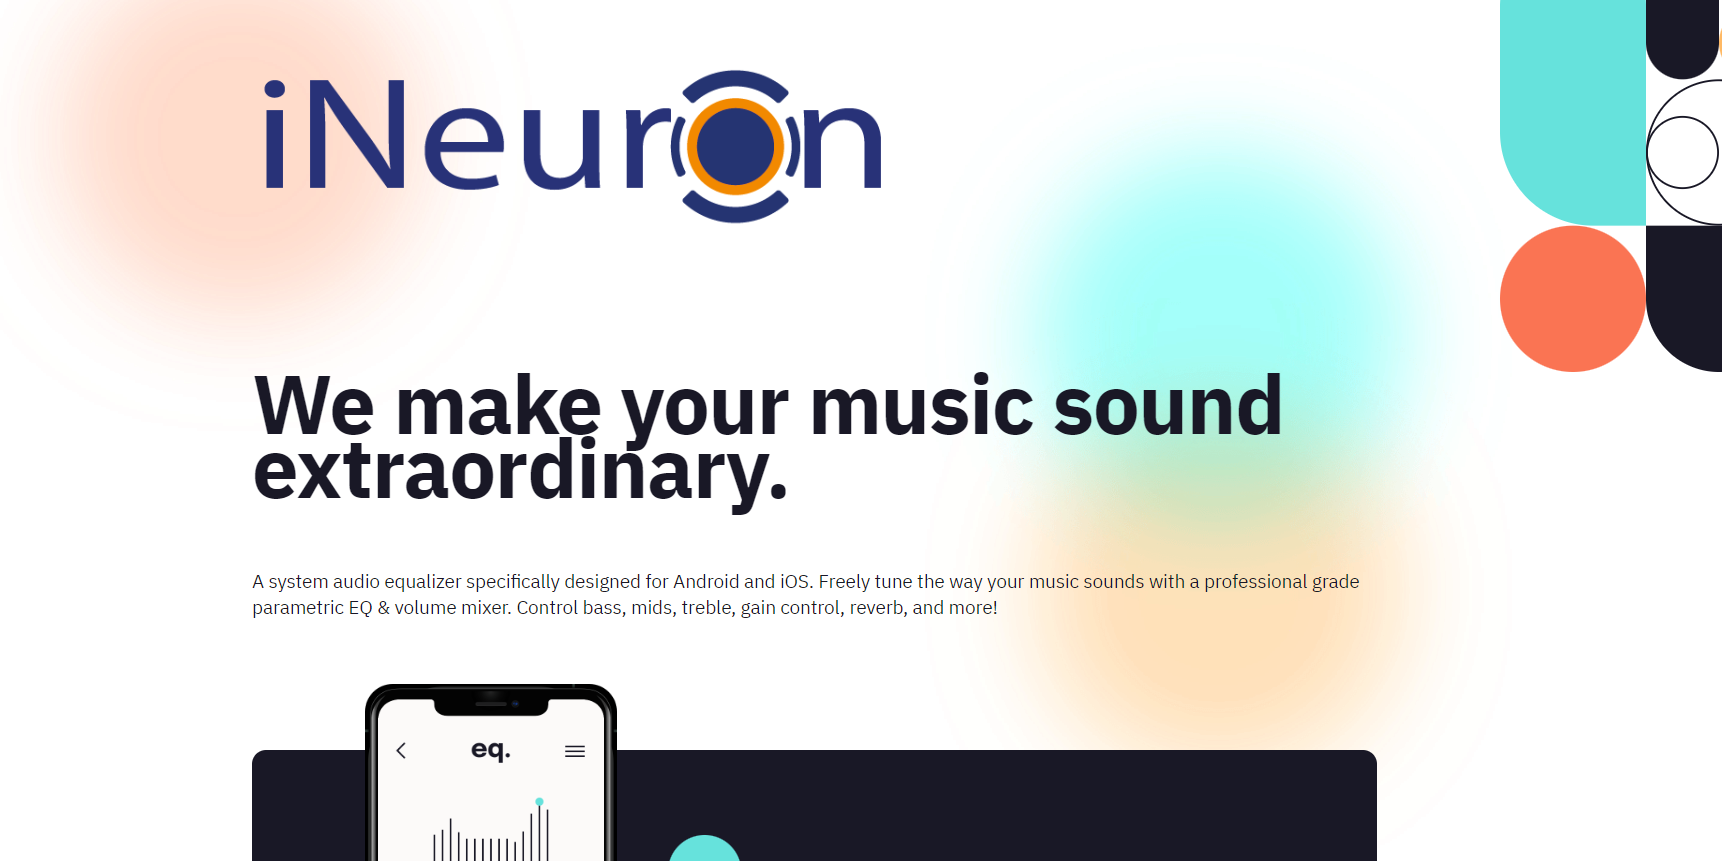 iNeuron
We make your music sound
extraordinary.
A system audio equalizer specifically designed for Android and iOS. Freely tune the way your music sounds with a professional grade
parametric EQ & volume mixer. Control bass, mids, treble, gain control, reverb, and more!
eq.